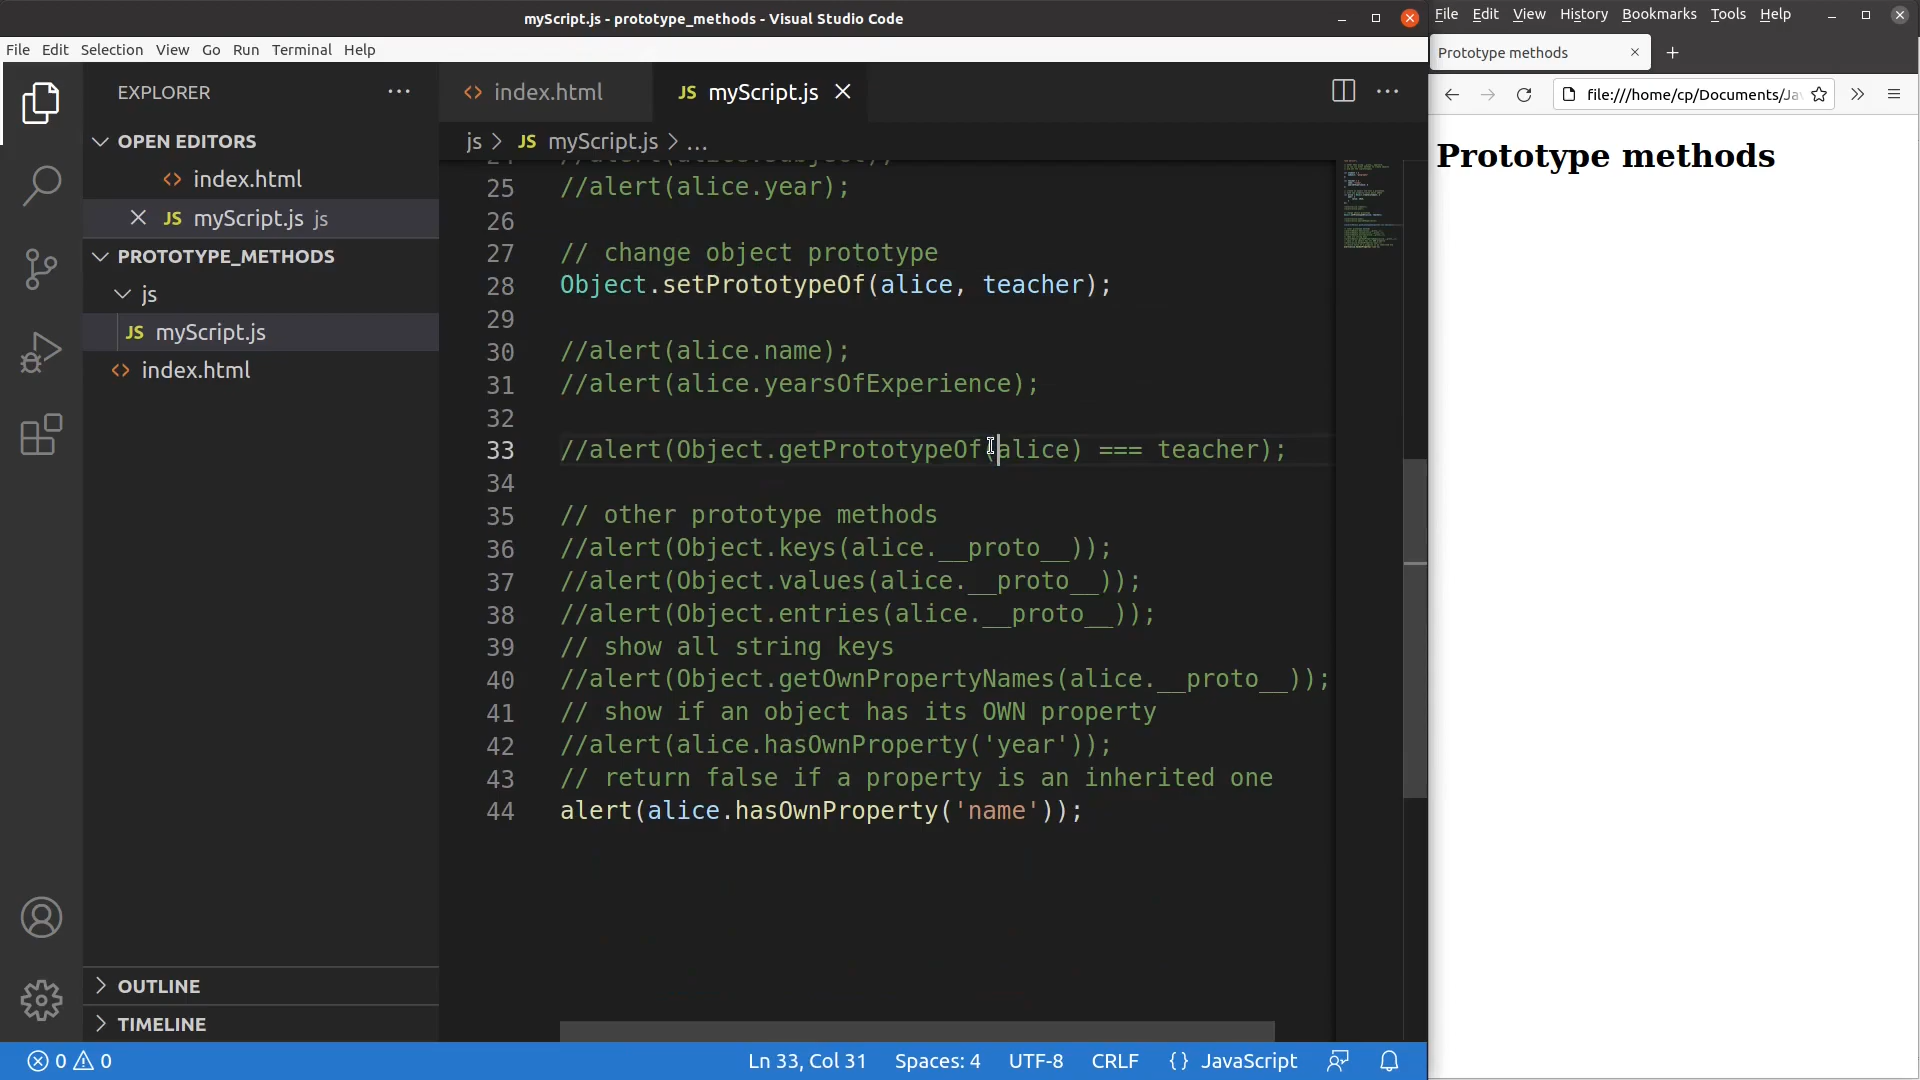 myScript.js - prototype_methods - Visual Studio Code
File Edit View History Bookmarks Tools Help
File Edit Selection View Go Run Terminal Help
Prototype methods
EXPLORER
index.html
JS myScript.js
file:///home/cp/Documents/Ja
OPEN EDITORS
js > JS myScript.js > ...
index.html
JS myScript.js js
PROTOTYPE_METHODS
js
JS myScript.js
index.html
OUTLINE
TIMELINE
25 //alert(alice.year);
26
27 // change object prototype
28 Object.setPrototypeOf(alice, teacher);
29
30 //alert(alice.name);
31 //alert(alice.yearsOfExperience);
32
33 //alert(Object.getPrototypeOf(alice) === teacher);
34
35 // other prototype methods
36 //alert(Object.keys(alice.__proto__));
37 //alert(Object.values(alice.__proto__));
38 //alert(Object.entries(alice.__proto__));
39 // show all string keys
40 //alert(Object.getOwnPropertyNames(alice.__proto__));
41 // show if an object has its OWN property
42 //alert(alice.hasOwnProperty('year'));
43 // return false if a property is an inherited one
44 alert(alice.hasOwnProperty('name'));
Prototype methods
0 0
Ln 33, Col 31 Spaces: 4 UTF-8 CRLF {} JavaScript